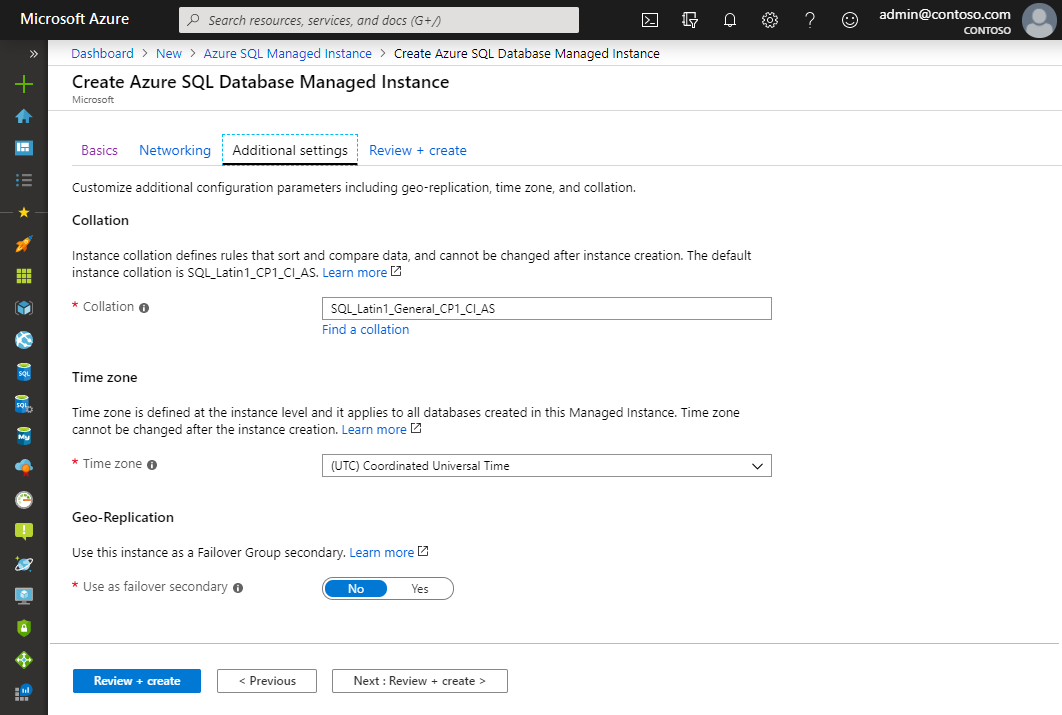 Microsoft Azure
Search resources, services, and docs (G+/)
admin@contoso.com
CONTOSO
Dashboard > New > Azure SQL Managed Instance > Create Azure SQL Database Managed Instance
Create Azure SQL Database Managed Instance
Microsoft
Basics Networking Additional settings Review + create
Customize additional configuration parameters including geo-replication, time zone, and collation.
Collation
Instance collation defines rules that sort and compare data, and cannot be changed after instance creation. The default
instance collation is SQL_Latin1_CP1_CI_AS. Learn more
* Collation
SQL_Latin1_General_CP1_CI_AS
Find a collation
Time zone
Time zone is defined at the instance level and it applies to all databases created in this Managed Instance. Time zone
cannot be changed after the instance creation. Learn more
* Time zone
(UTC) Coordinated Universal Time
Geo-Replication
Use this instance as a Failover Group secondary. Learn more
* Use as failover secondary
No Yes
Review + create
< Previous
Next : Review + create >